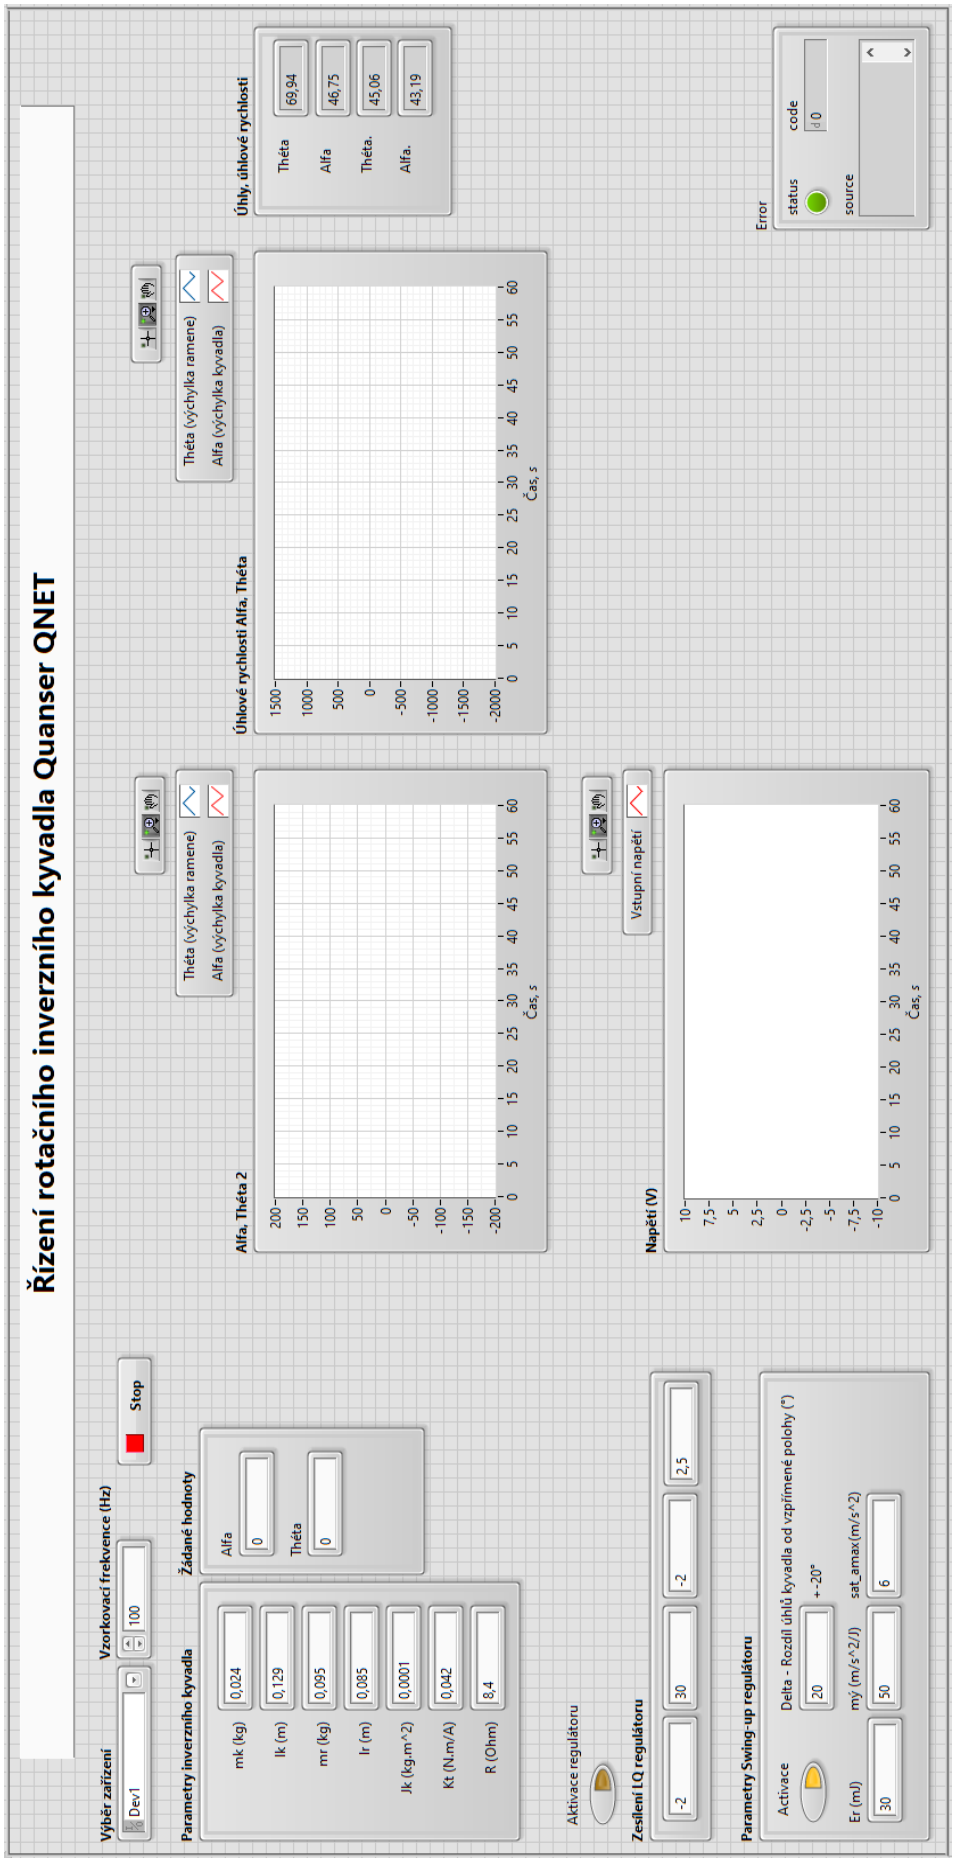 Řízení rotačního inverzního kyvadla Quanser QNET
Výběr zařízení
Dev1
Vzorkovací frekvence (Hz)
100
Stop
Parametry inverzního kyvadla
mk (kg) 0,024
lk (m) 0,129
mr (kg) 0,095
lr (m) 0,085
Jk (kg.m^2) 0,0001
Kt (N.m/A) 0,042
R (Ohm) 8,4
Žádané hodnoty
Alfa
0
Théta
0
Aktivace regulátoru
Zesílení LQ regulátoru
-2 30 -2 2,5
Parametry Swing-up regulátoru
Activace
Delta - Rozdíl úhlů kyvadla od vzpřímené polohy (°)
20 +-20°
Er (mJ) mý (m/s^2/J) sat_amax(m/s^2)
30 50 6
Théta (výchylka ramene)
Alfa (výchylka kyvadla)
Alfa, Théta 2
200
150
100
50
0
-50
-100
-150
-200
0 5 10 15 20 25 30 35 40 45 50 55 60
Čas, s
Vstupní napětí
Napětí (V)
10
7,5
5
2,5
0
-2,5
-5
-7,5
-10
0 5 10 15 20 25 30 35 40 45 50 55 60
Čas, s
Théta (výchylka ramene)
Alfa (výchylka kyvadla)
Úhlové rychlosti Alfa, Théta
1500
1000
500
0
-500
-1000
-1500
-2000
0 5 10 15 20 25 30 35 40 45 50 55 60
Čas, s
Úhly, úhlové rychlosti
Théta 69,94
Alfa 46,75
Théta. 45,06
Alfa. 43,19
Error
status code
d 0
source